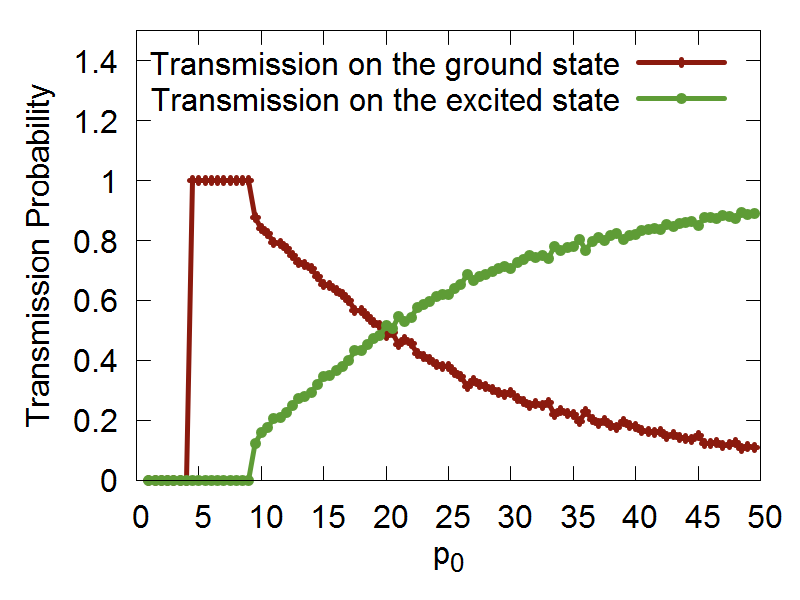 Transmission on the ground state
Transmission on the excited state
Transmission Probability
1.4
1.2
1
0.8
0.6
0.4
0.2
0
0 5 10 15 20 25 30 35 40 45 50
p₀